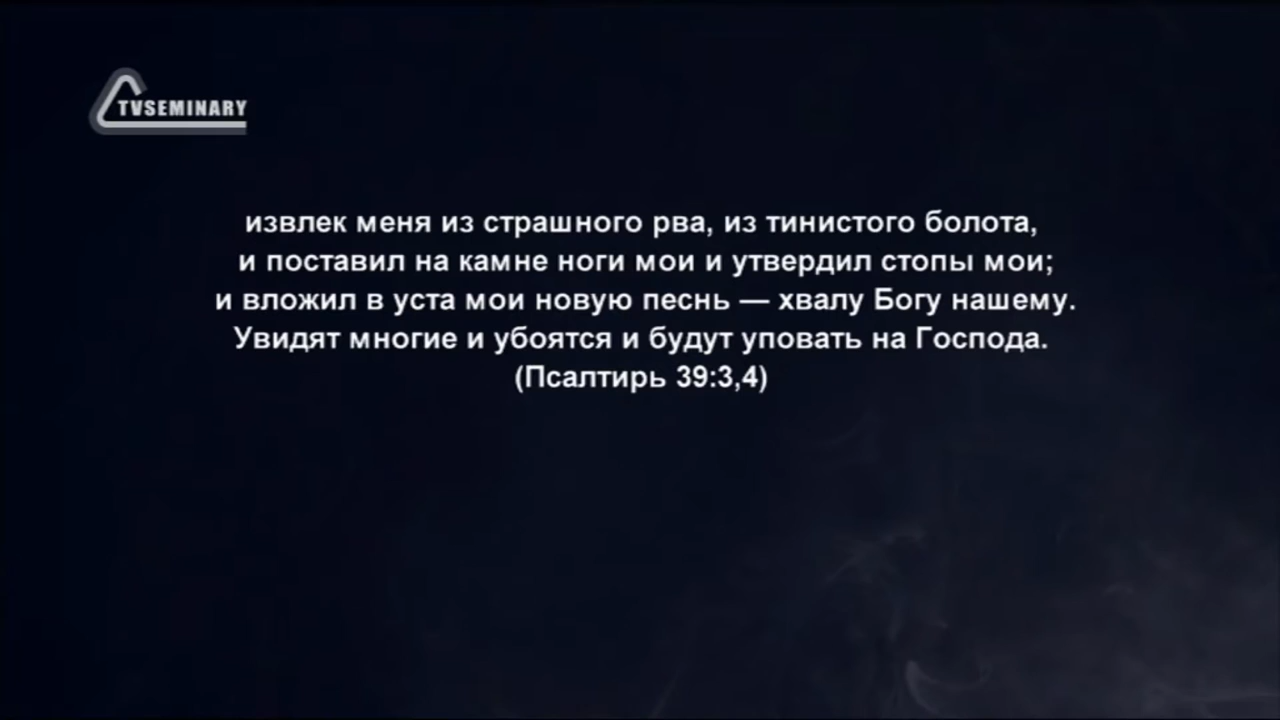 TVSEMINARY
извлек меня из страшного рва, из тинистого болота,
и поставил на камне ноги мои и утвердил стопы мои;
и вложил в уста мои новую песнь — хвалу Богу нашему.
Увидят многие и убоятся и будут уповать на Господа.
(Псалтирь 39:3,4)